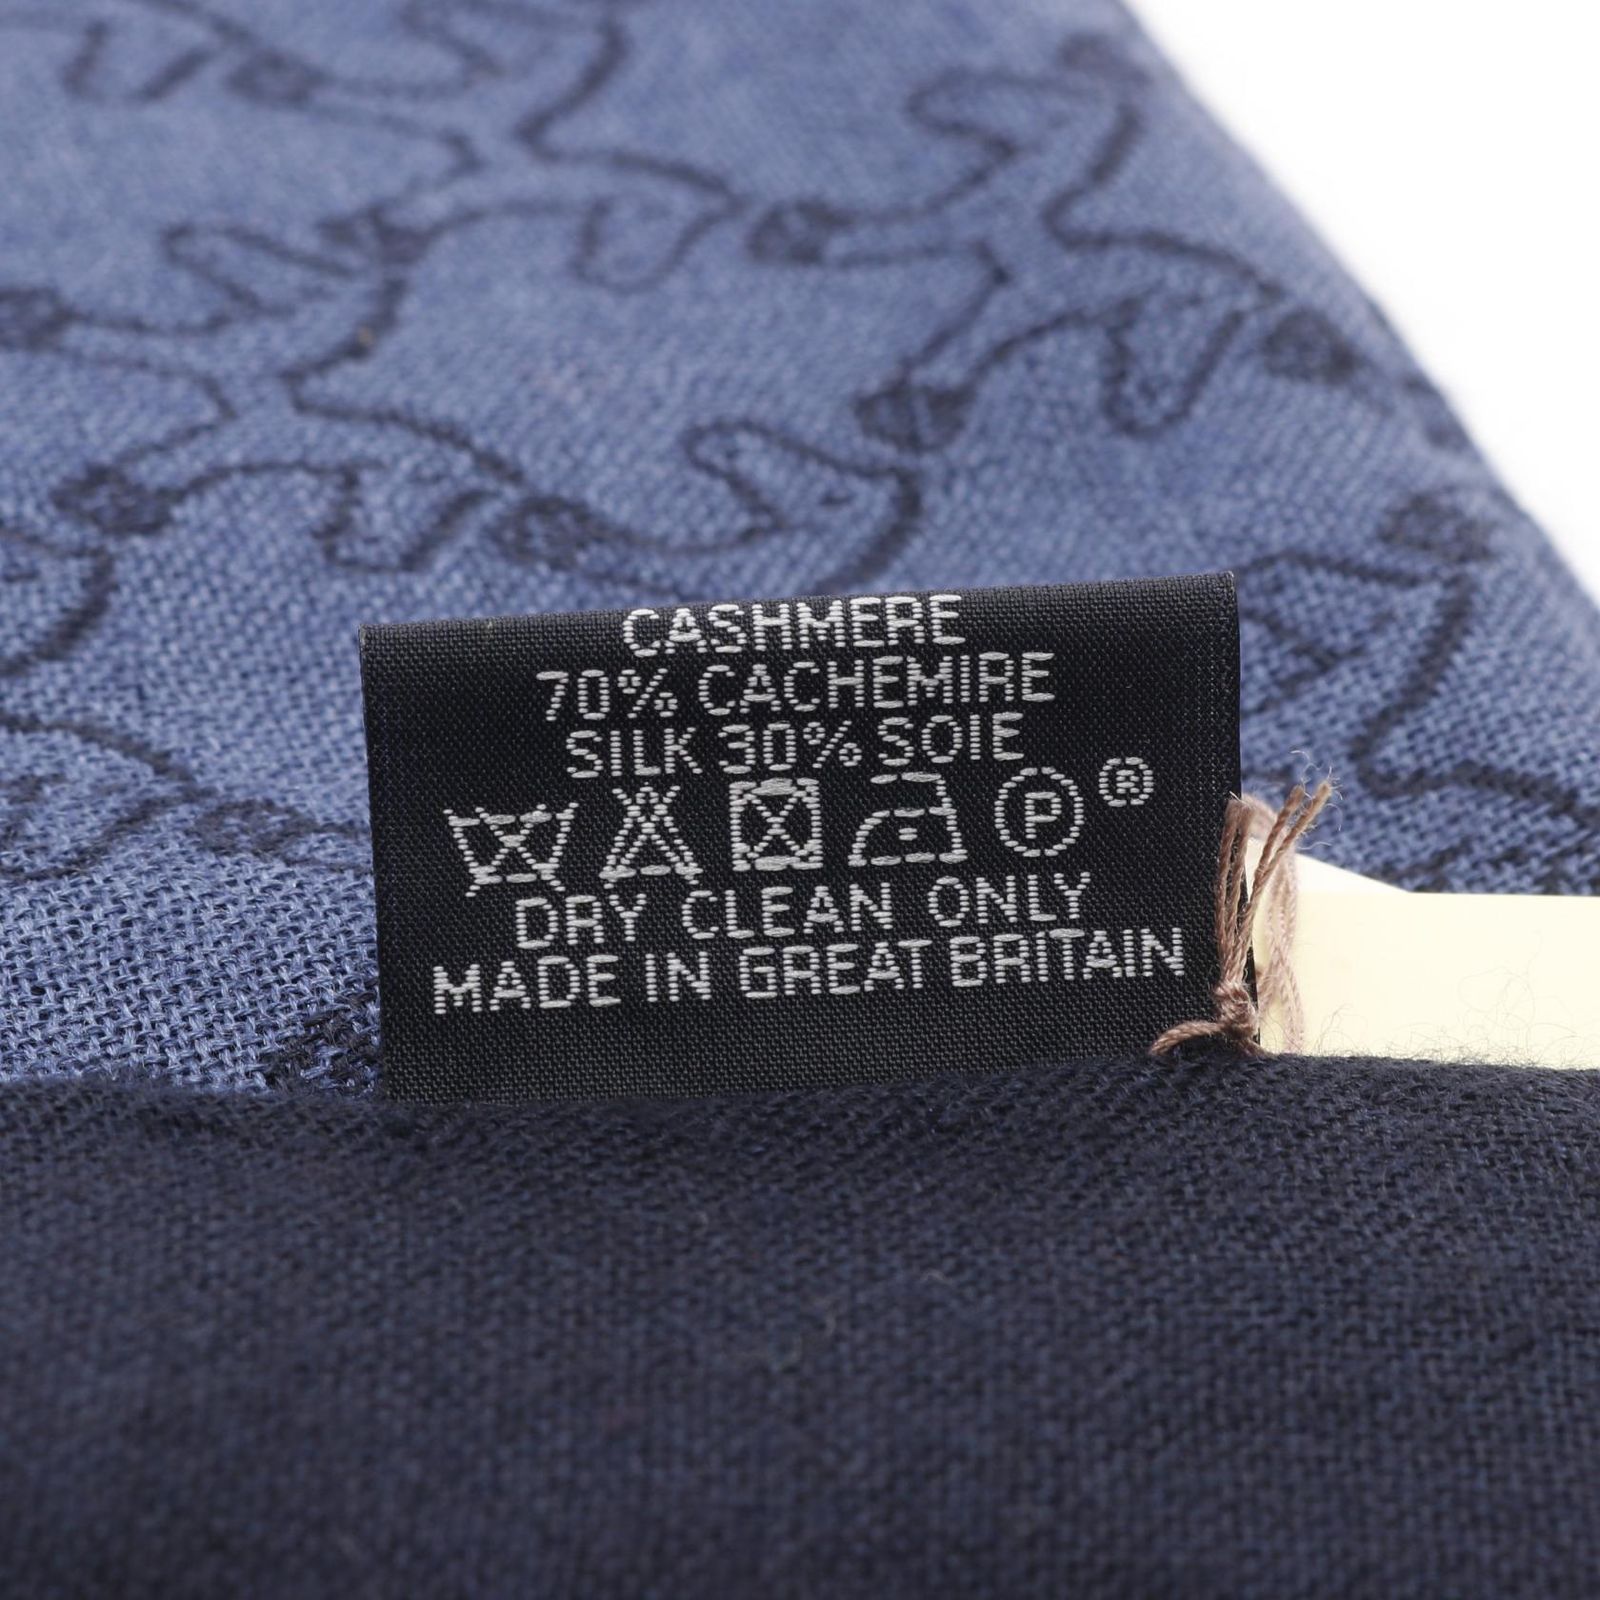 CASHMERE
70% CACHEMIRE
SILK 30% SOIE
P ®
DRY CLEAN ONLY
MADE IN GREAT BRITAIN